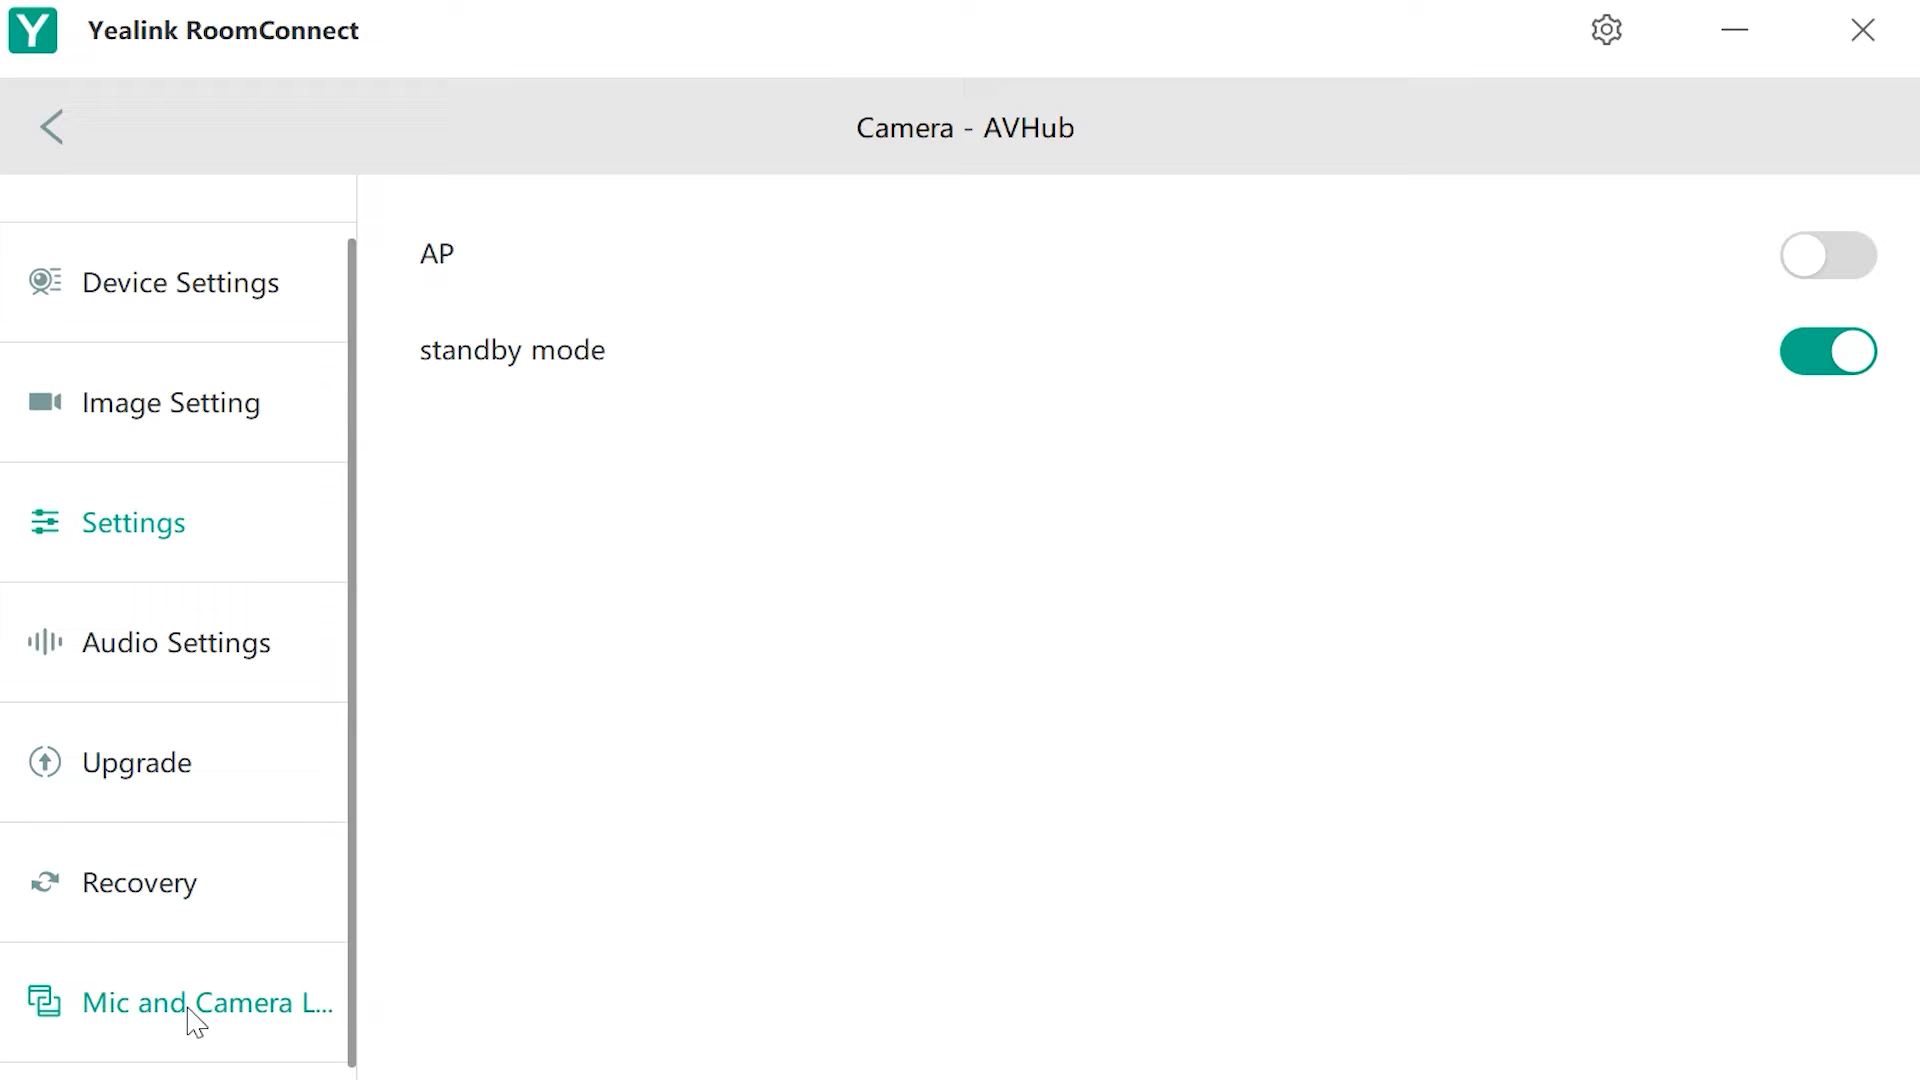 Y
Yealink RoomConnect
Camera - AVHub
AP
standby mode
Device Settings
Image Setting
Settings
Audio Settings
Upgrade
Recovery
Mic and Camera L...